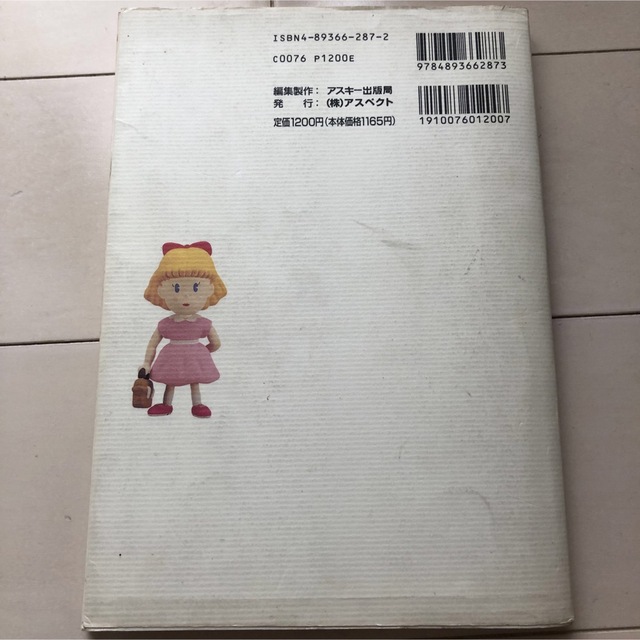 ISBN4-89366-287-2
C0076 P1200E
編集製作： アスキー出版局
発　行：（株）アスペクト
定価1200円（本体価格1165円）
9784893662873
1910076012007